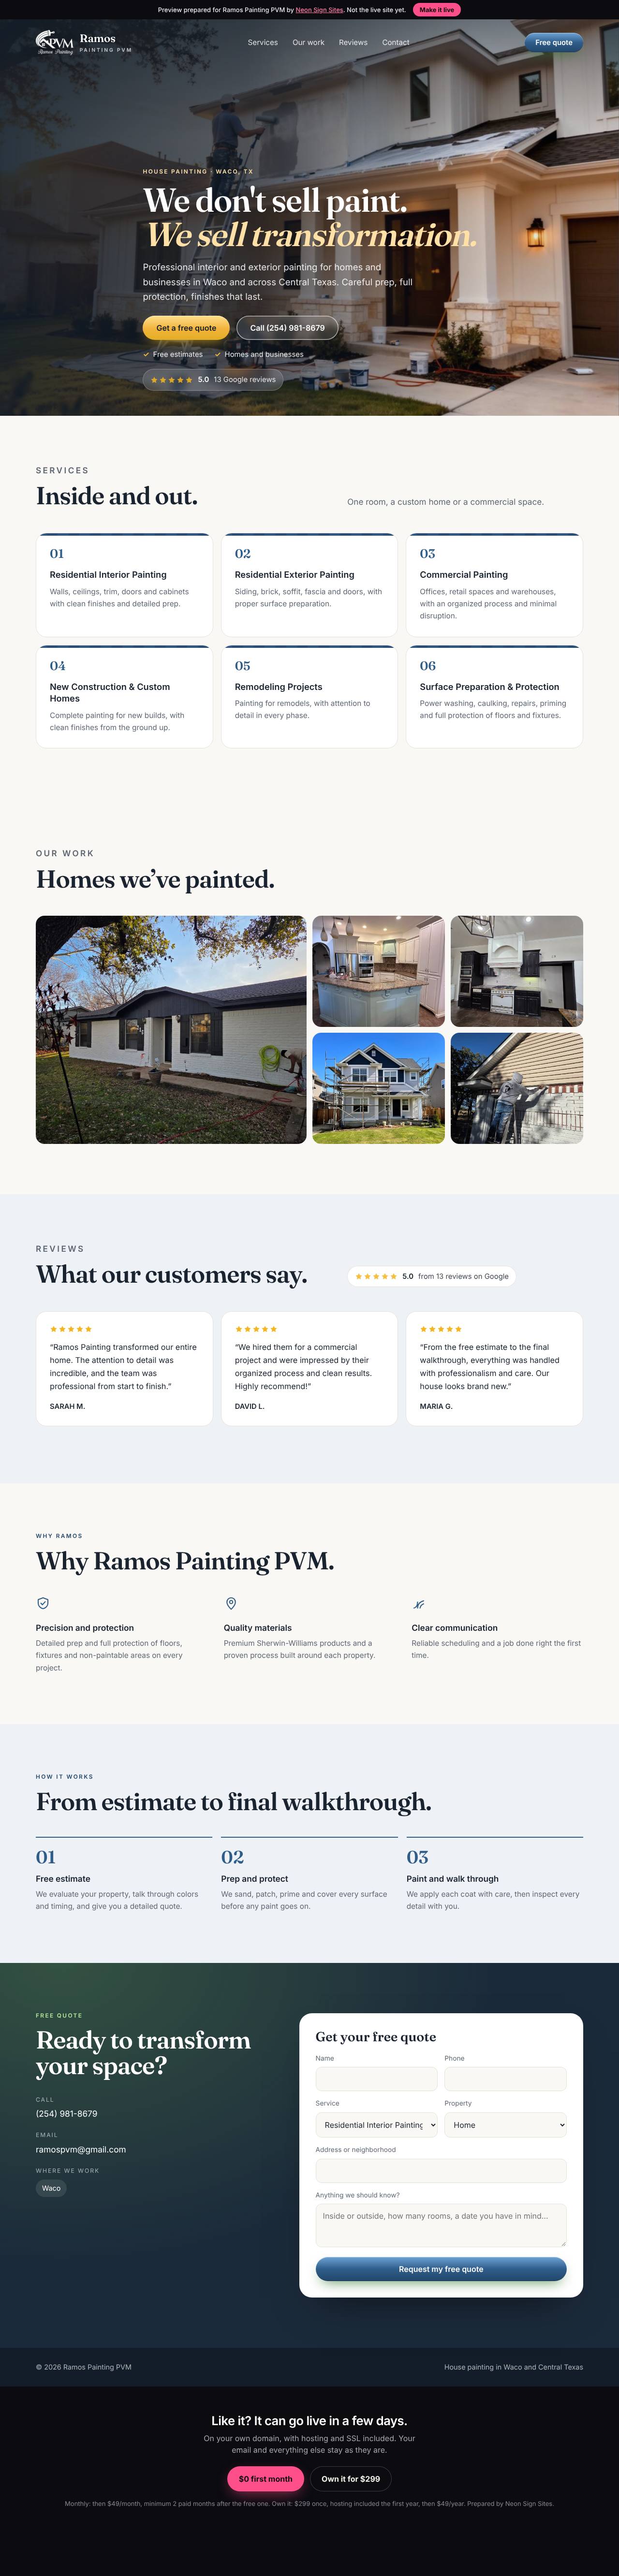 Preview prepared for Ramos Painting PVM by Neon Sign Sites. Not the live site yet. Make it live
PVM
Ramos Painting
Ramos
PAINTING PVM
Services Our work Reviews Contact
Free quote
HOUSE PAINTING · WACO, TX
We don't sell paint.
We sell transformation.
Professional interior and exterior painting for homes and
businesses in Waco and across Central Texas. Careful prep, full
protection, finishes that last.
Get a free quote Call (254) 981-8679
✓ Free estimates ✓ Homes and businesses
★★★★★ 5.0 13 Google reviews
SERVICES
Inside and out.
One room, a custom home or a commercial space.
01
Residential Interior Painting
Walls, ceilings, trim, doors and cabinets
with clean finishes and detailed prep.
02
Residential Exterior Painting
Siding, brick, soffit, fascia and doors, with
proper surface preparation.
03
Commercial Painting
Offices, retail spaces and warehouses,
with an organized process and minimal
disruption.
04
New Construction & Custom
Homes
Complete painting for new builds, with
clean finishes from the ground up.
05
Remodeling Projects
Painting for remodels, with attention to
detail in every phase.
06
Surface Preparation & Protection
Power washing, caulking, repairs, priming
and full protection of floors and fixtures.
OUR WORK
Homes we’ve painted.
REVIEWS
What our customers say.
★★★★★ 5.0 from 13 reviews on Google
★★★★★
“Ramos Painting transformed our entire
home. The attention to detail was
incredible, and the team was
professional from start to finish.”
SARAH M.
★★★★★
“We hired them for a commercial
project and were impressed by their
organized process and clean results.
Highly recommend!”
DAVID L.
★★★★★
“From the free estimate to the final
walkthrough, everything was handled
with professionalism and care. Our
house looks brand new.”
MARIA G.
WHY RAMOS
Why Ramos Painting PVM.
Precision and protection
Detailed prep and full protection of floors,
fixtures and non-paintable areas on every
project.
Quality materials
Premium Sherwin-Williams products and a
proven process built around each property.
Clear communication
Reliable scheduling and a job done right the first
time.
HOW IT WORKS
From estimate to final walkthrough.
01
Free estimate
We evaluate your property, talk through colors
and timing, and give you a detailed quote.
02
Prep and protect
We sand, patch, prime and cover every surface
before any paint goes on.
03
Paint and walk through
We apply each coat with care, then inspect every
detail with you.
FREE QUOTE
Ready to transform
your space?
CALL
(254) 981-8679
EMAIL
ramospvm@gmail.com
WHERE WE WORK
Waco
Get your free quote
Name Phone
Service Property
Residential Interior Painting Home
Address or neighborhood
Anything we should know?
Inside or outside, how many rooms, a date you have in mind...
Request my free quote
© 2026 Ramos Painting PVM
House painting in Waco and Central Texas
Like it? It can go live in a few days.
On your own domain, with hosting and SSL included. Your
email and everything else stay as they are.
$0 first month Own it for $299
Monthly: then $49/month, minimum 2 paid months after the free one. Own it: $299 once, hosting included the first year, then $49/year. Prepared by Neon Sign Sites.